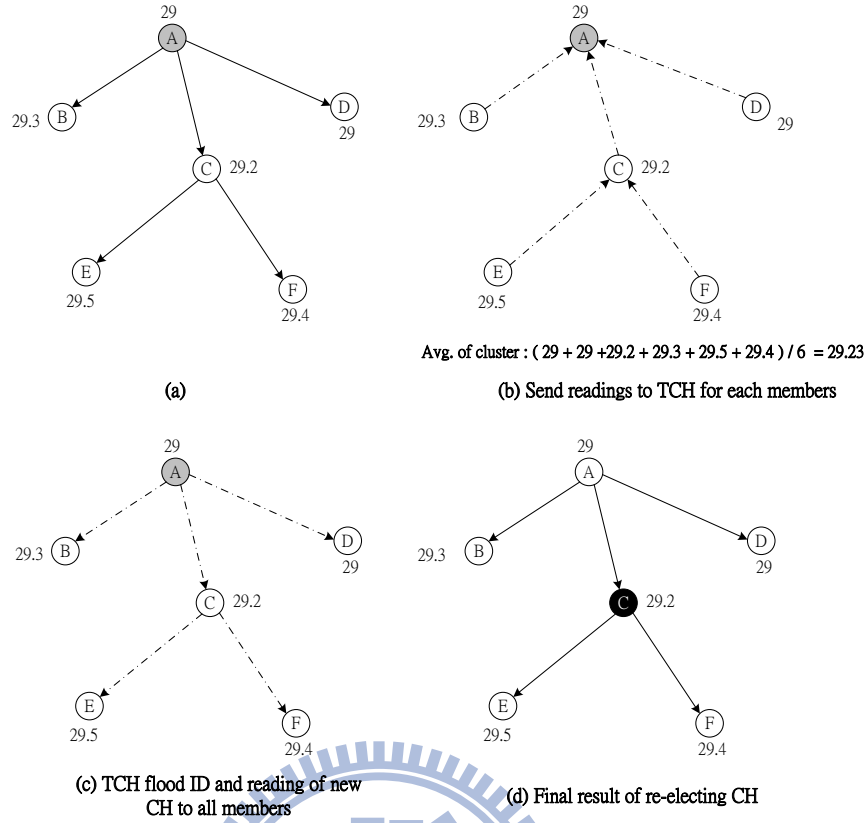 29
A
B
29.3
D
29
C
29.2
E
29.5
F
29.4
(a)
29
A
B
29.3
D
29
C
29.2
E
29.5
F
29.4
Avg. of cluster : ( 29 + 29 +29.2 + 29.3 + 29.5 + 29.4 ) / 6 = 29.23
(b) Send readings to TCH for each members
29
A
B
29.3
D
29
C
29.2
E
29.5
F
29.4
(c) TCH flood ID and reading of new
CH to all members
29
A
B
29.3
D
29
C
29.2
E
29.5
F
29.4
(d) Final result of re-electing CH